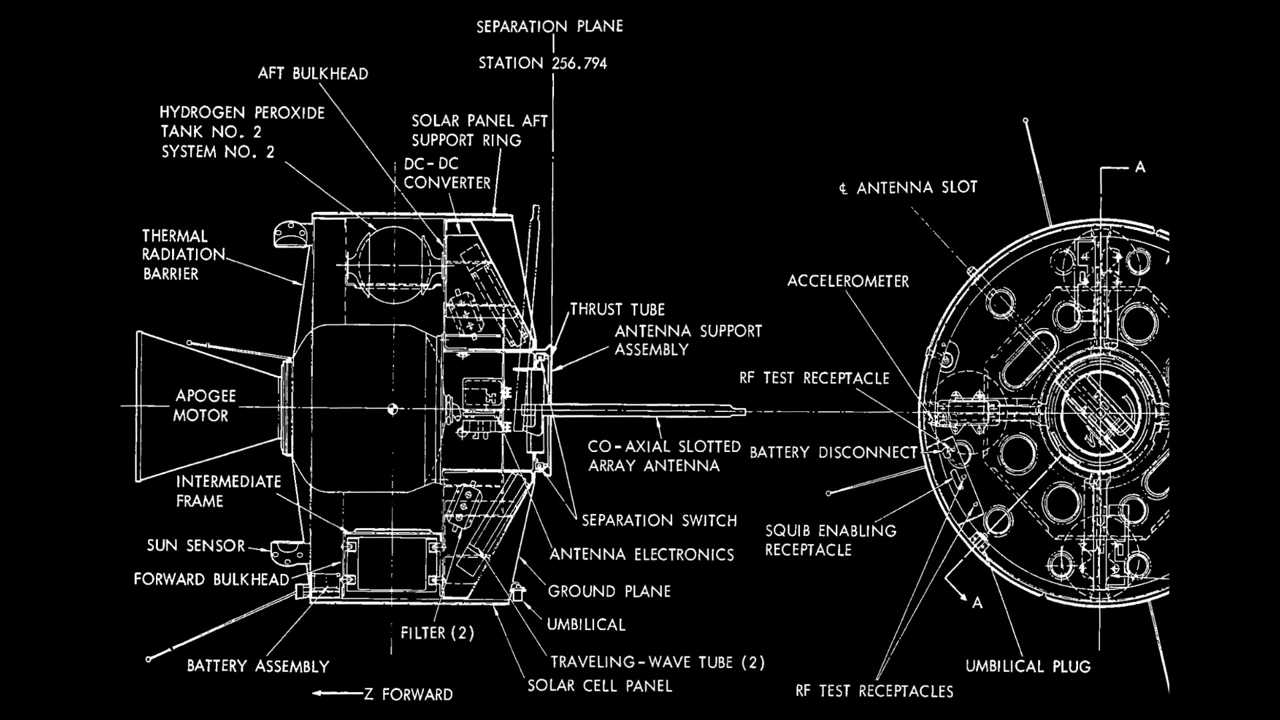 SEPARATION PLANE
STATION 256.794
AFT BULKHEAD
HYDROGEN PEROXIDE
TANK NO. 2
SYSTEM NO. 2
SOLAR PANEL AFT
SUPPORT RING
DC-DC
CONVERTER
THERMAL
RADIATION
BARRIER
THRUST TUBE
ANTENNA SUPPORT
ASSEMBLY
APOGEE
MOTOR
CO-AXIAL SLOTTED
ARRAY ANTENNA
INTERMEDIATE
FRAME
SEPARATION SWITCH
SUN SENSOR
ANTENNA ELECTRONICS
FORWARD BULKHEAD
GROUND PLANE
FILTER (2)
UMBILICAL
BATTERY ASSEMBLY
TRAVELING-WAVE TUBE (2)
SOLAR CELL PANEL
Z FORWARD
A
℄ ANTENNA SLOT
ACCELEROMETER
RF TEST RECEPTACLE
BATTERY DISCONNECT
SQUIB ENABLING
RECEPTACLE
A
UMBILICAL PLUG
RF TEST RECEPTACLES